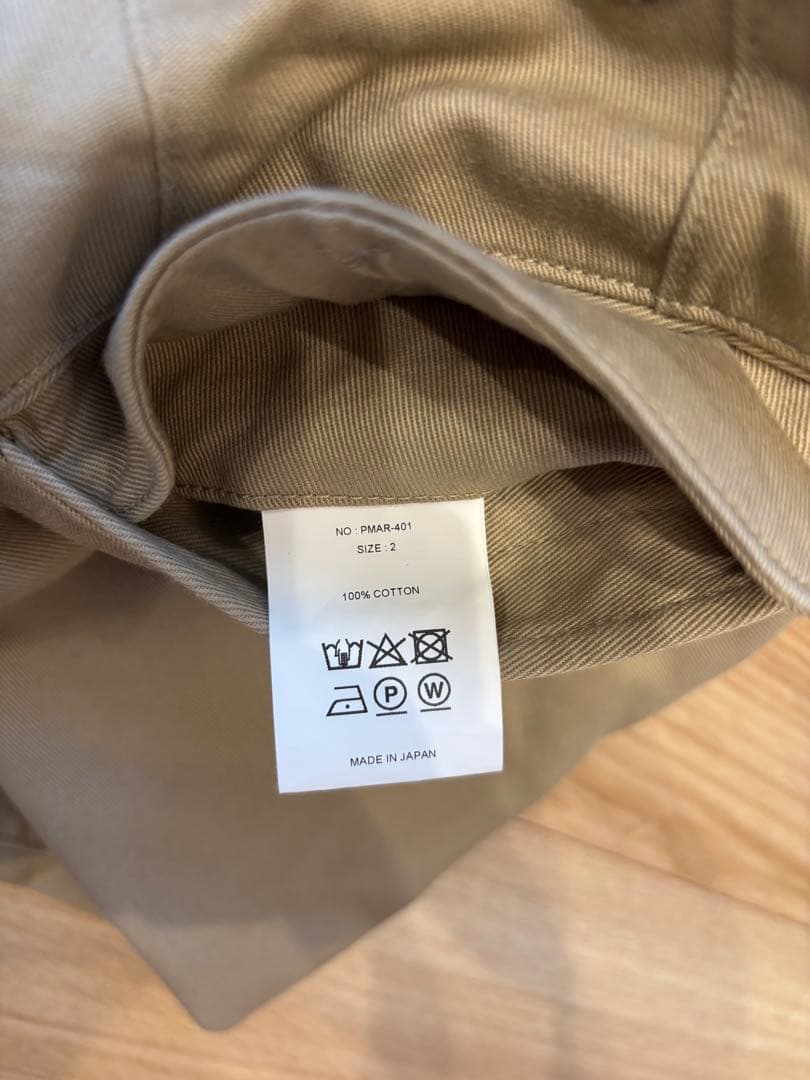 NO : PMAR-401
SIZE : 2
100% COTTON
P W
MADE IN JAPAN